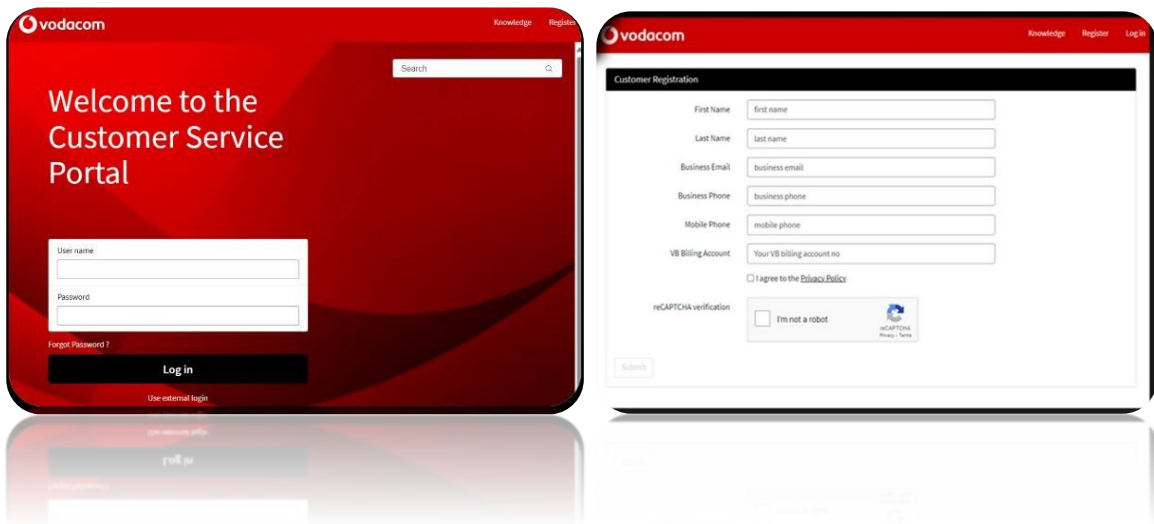 vodacom
Knowledge Register
Search
Welcome to the
Customer Service
Portal
User name
Password
Forgot Password ?
Log in
Use external login
vodacom
Knowledge Register Log in
Customer Registration
First Name first name
Last Name last name
Business Email business email
Business Phone business phone
Mobile Phone mobile phone
VB Billing Account Your VB billing account no
I agree to the Privacy Policy
reCAPTCHA verification
I'm not a robot
reCAPTCHA
Privacy - Terms
Submit